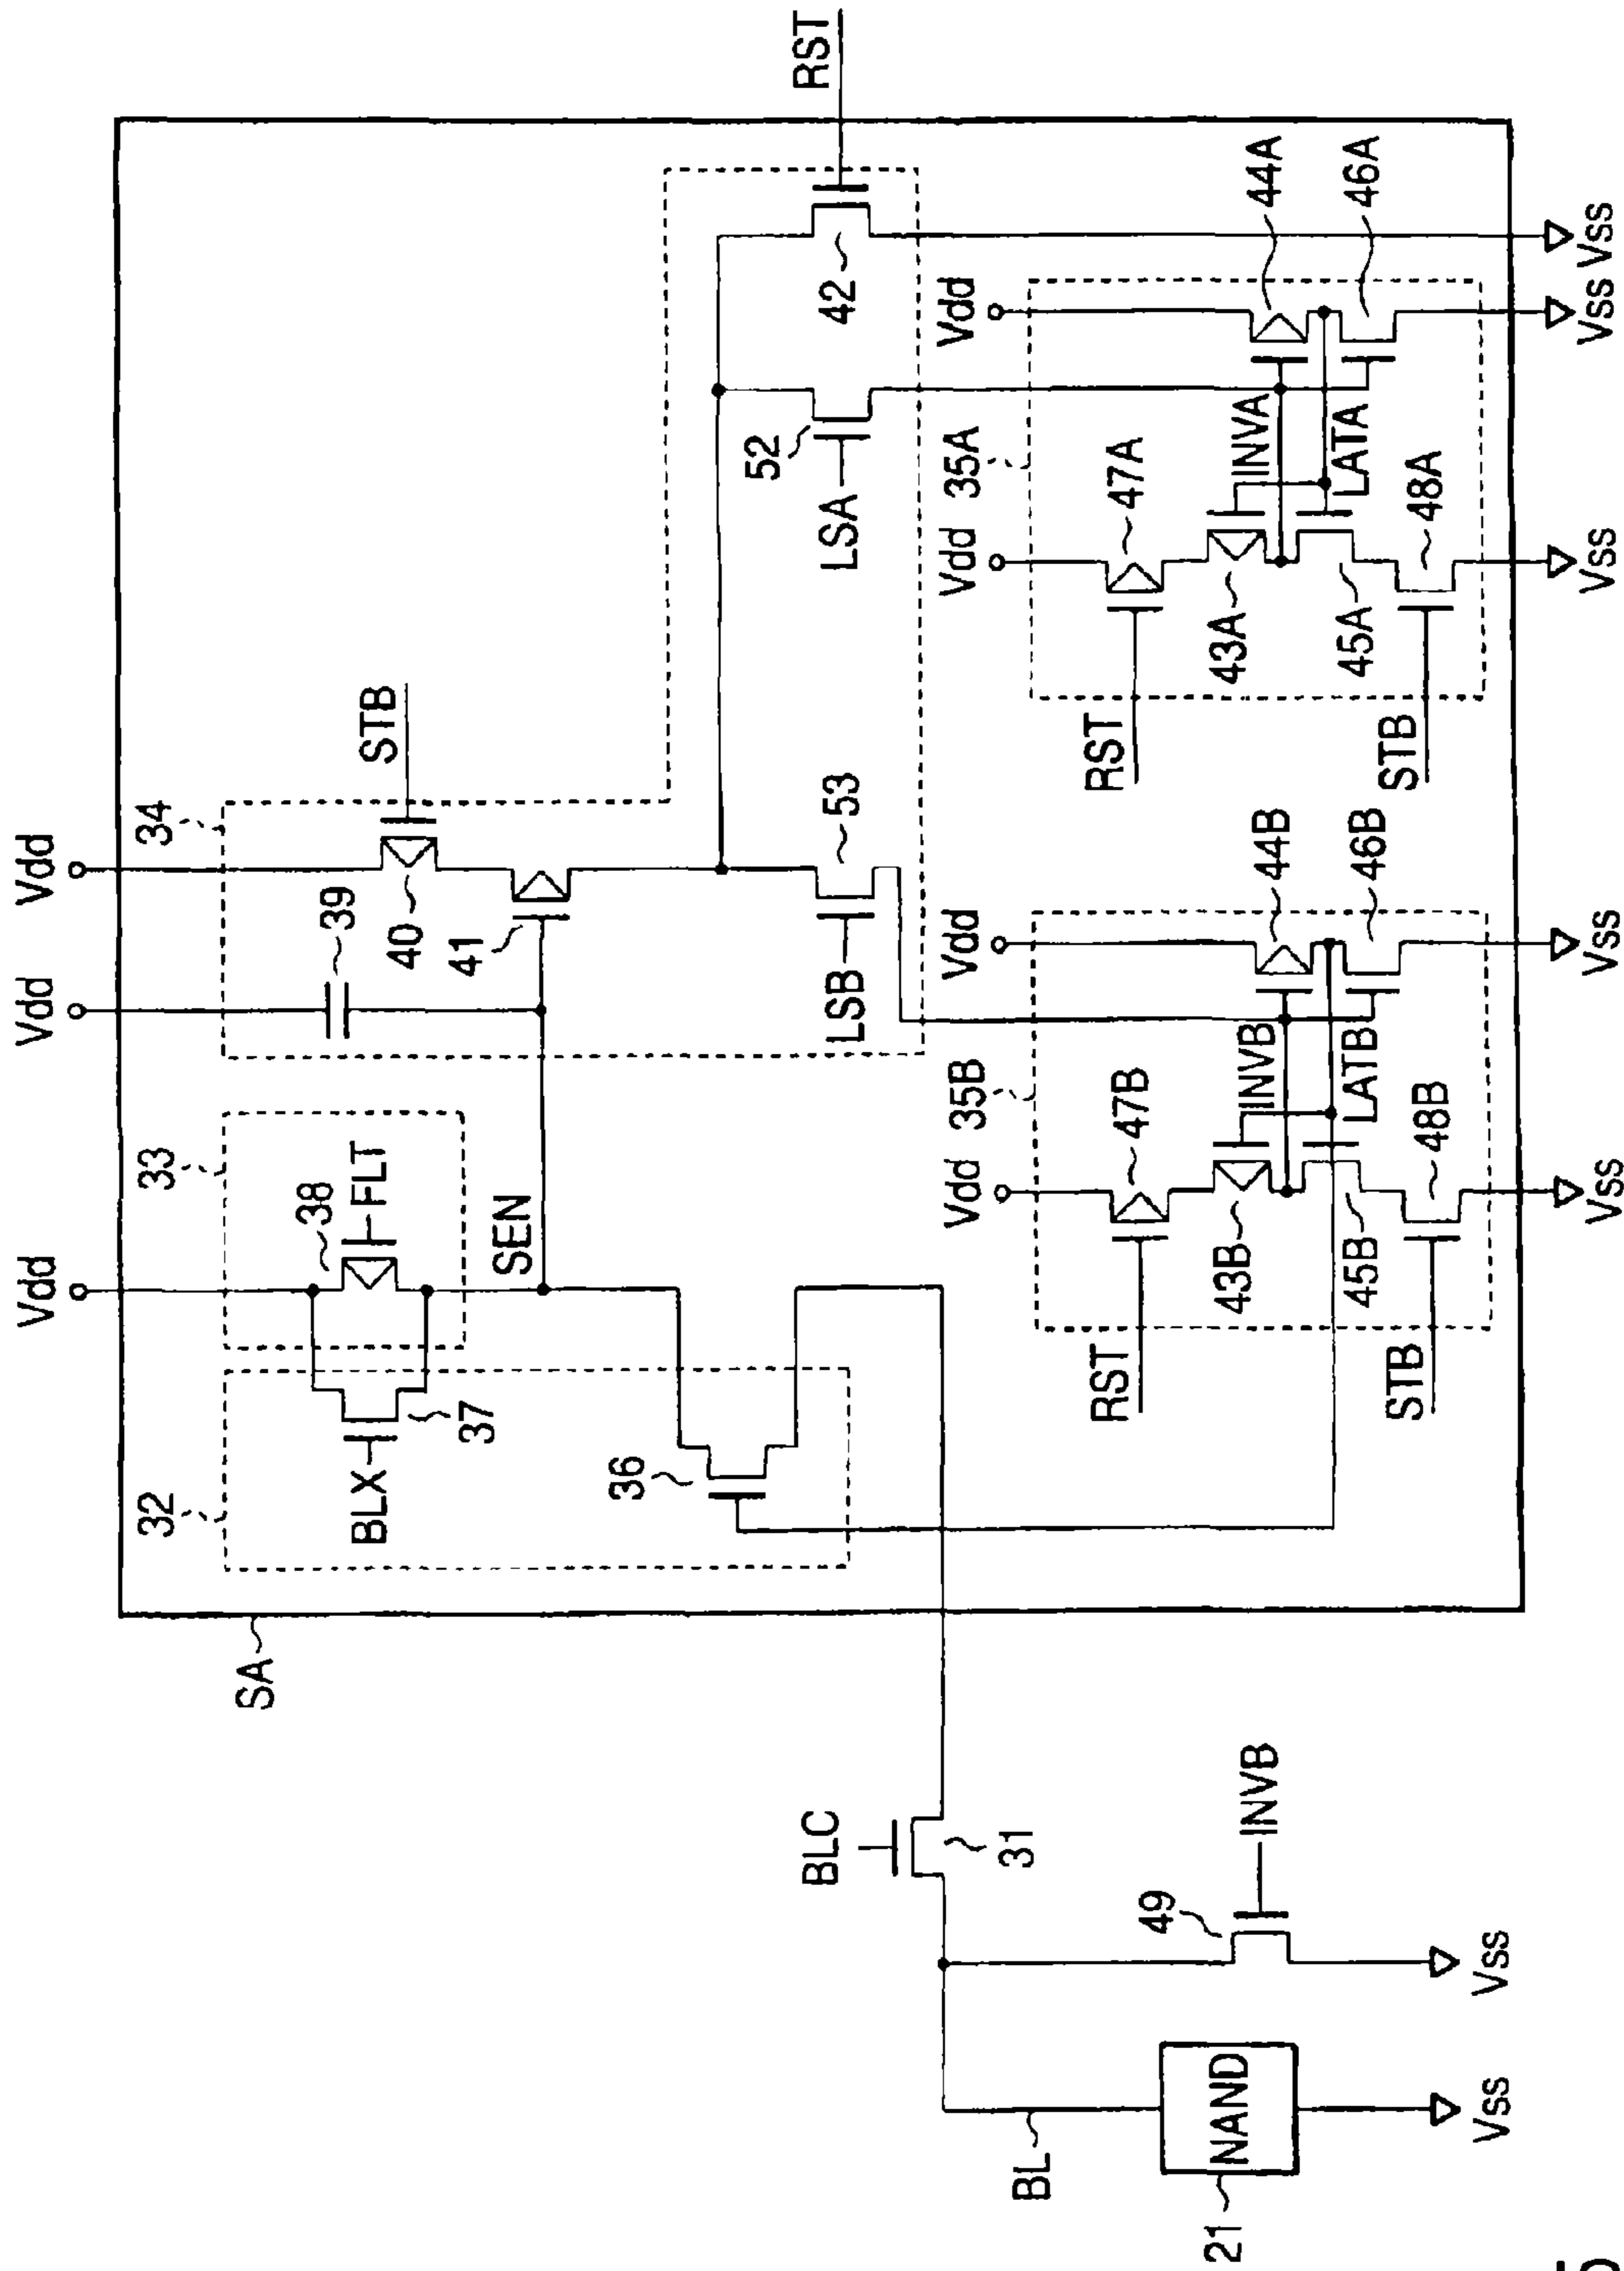 Vdd
Vdd
Vdd
RST
SA
32
33
34
BLX
37
38
FLT
39
40
STB
41
SEN
36
42
52
LSA
53
LSB
BLC
31
BL
21
NAND
Vss
49
INVB
Vss
35B
Vdd
Vdd
RST
47B
43B
INVB
44B
45B
LATB
46B
STB
48B
Vss
Vss
35A
Vdd
Vdd
RST
47A
43A
INVA
44A
45A
LATA
46A
STB
48A
Vss
Vss
Vss